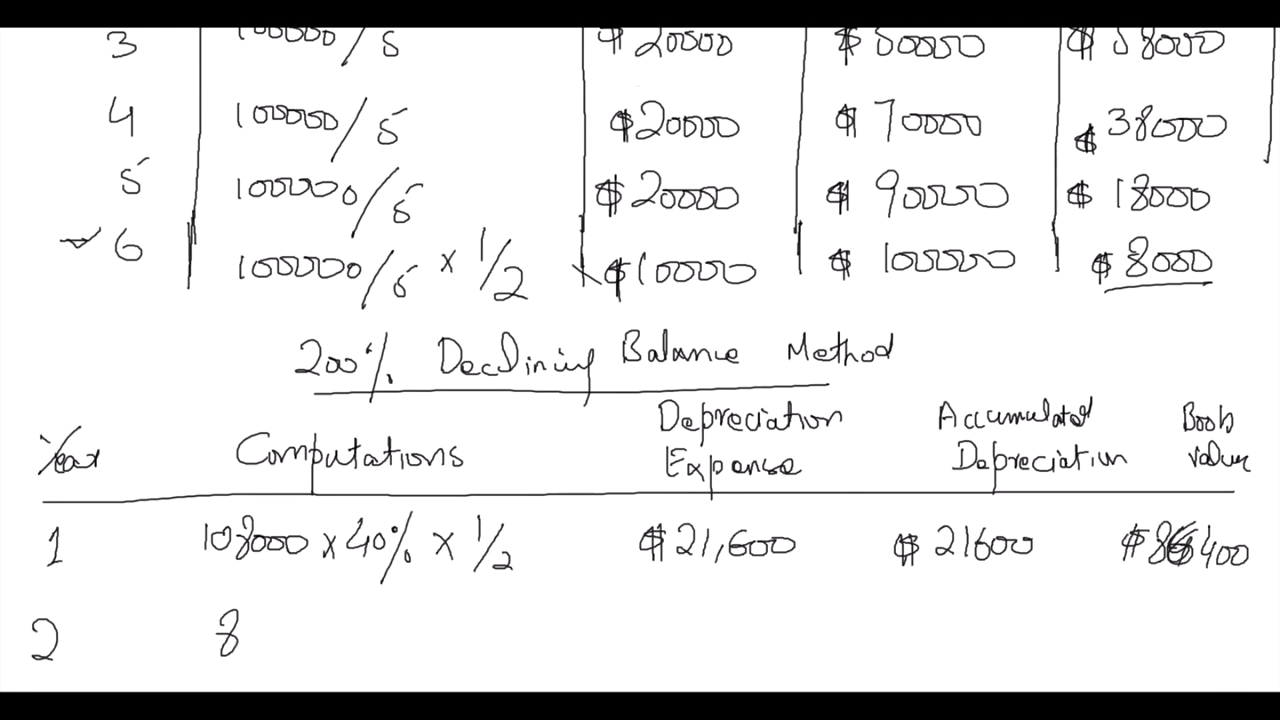 3 100000/5 $20000 $50000 $58000
4 100000/5 $20000 $70000 $38000
5 100000/5 $20000 $90000 $18000
6 100000/5 x 1/2 $10000 $100000 $8000
200% Declining Balance Method
Year Computations Depreciation Expense Accumulated Depreciation Book value
1 108000 x 40% x 1/2 $21,600 $21600 $86400
2 8